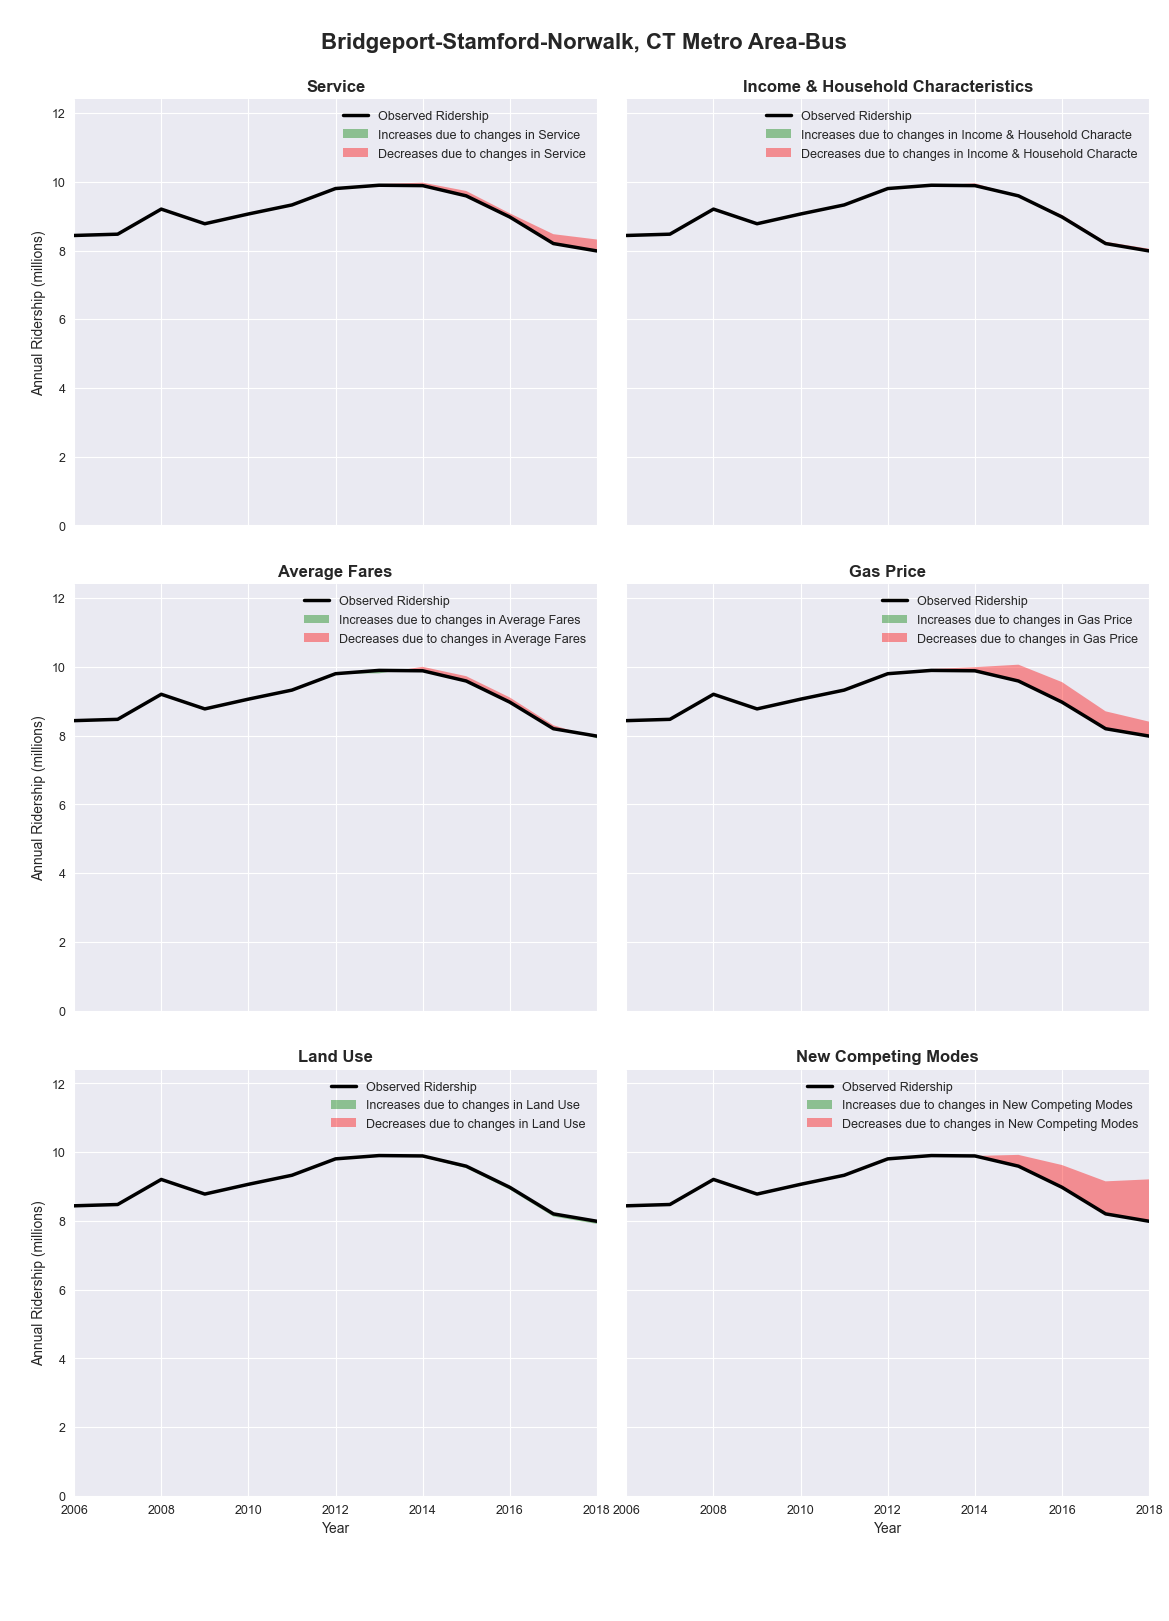 Bridgeport-Stamford-Norwalk, CT Metro Area-Bus
Service
Observed Ridership
Increases due to changes in Service
Decreases due to changes in Service
Annual Ridership (millions)
12
10
8
6
4
2
0
Income & Household Characteristics
Observed Ridership
Increases due to changes in Income & Household Characte
Decreases due to changes in Income & Household Characte
Average Fares
Observed Ridership
Increases due to changes in Average Fares
Decreases due to changes in Average Fares
Annual Ridership (millions)
12
10
8
6
4
2
0
Gas Price
Observed Ridership
Increases due to changes in Gas Price
Decreases due to changes in Gas Price
Land Use
Observed Ridership
Increases due to changes in Land Use
Decreases due to changes in Land Use
Annual Ridership (millions)
12
10
8
6
4
2
0
2006 2008 2010 2012 2014 2016 2018
Year
New Competing Modes
Observed Ridership
Increases due to changes in New Competing Modes
Decreases due to changes in New Competing Modes
2006 2008 2010 2012 2014 2016 2018
Year